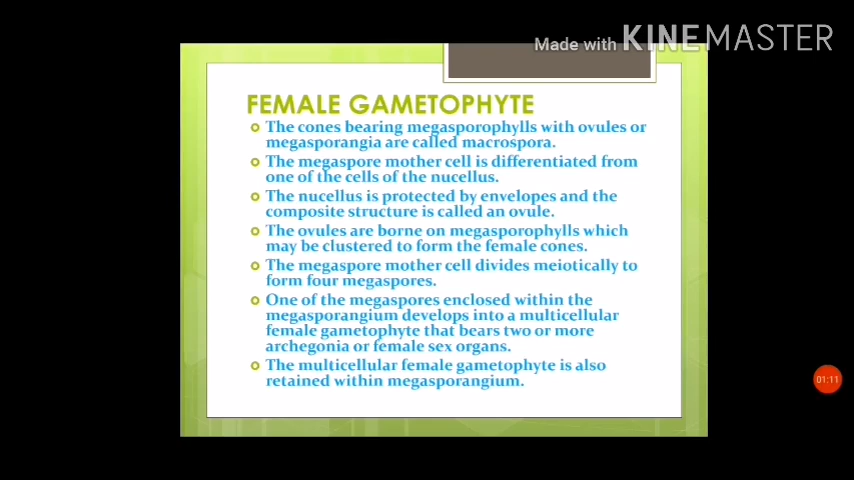 Made with KINEMASTER
FEMALE GAMETOPHYTE
The cones bearing megasporophylls with ovules or
megasporangia are called macrospora.
The megaspore mother cell is differentiated from
one of the cells of the nucellus.
The nucellus is protected by envelopes and the
composite structure is called an ovule.
The ovules are borne on megasporophylls which
may be clustered to form the female cones.
The megaspore mother cell divides meiotically to
form four megaspores.
One of the megaspores enclosed within the
megasporangium develops into a multicellular
female gametophyte that bears two or more
archegonia or female sex organs.
The multicellular female gametophyte is also
retained within megasporangium.
01:11